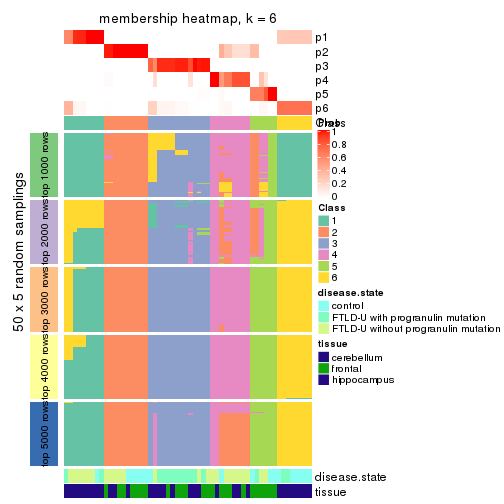 membership heatmap, k = 6
p1
p2
p3
p4
p5
p6
Class
Prob
1
0.8
0.6
0.4
0.2
0
Class
1
2
3
4
5
6
disease.state
control
FTLD-U with progranulin mutation
FTLD-U without progranulin mutation
tissue
cerebellum
frontal
hippocampus
50 x 5 random samplings
top 1000 rows
top 2000 rows
top 3000 rows
top 4000 rows
top 5000 rows
disease.state
tissue